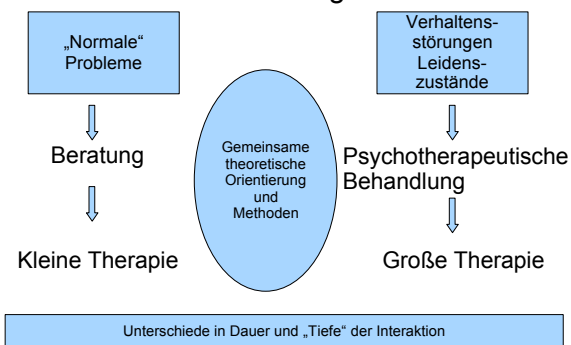 „Normale“
Probleme
Verhaltens-
störungen
Leidens-
zustände
Beratung
Gemeinsame
theoretische
Orientierung
und
Methoden
Psychotherapeutische
Behandlung
Kleine Therapie
Große Therapie
Unterschiede in Dauer und „Tiefe“ der Interaktion